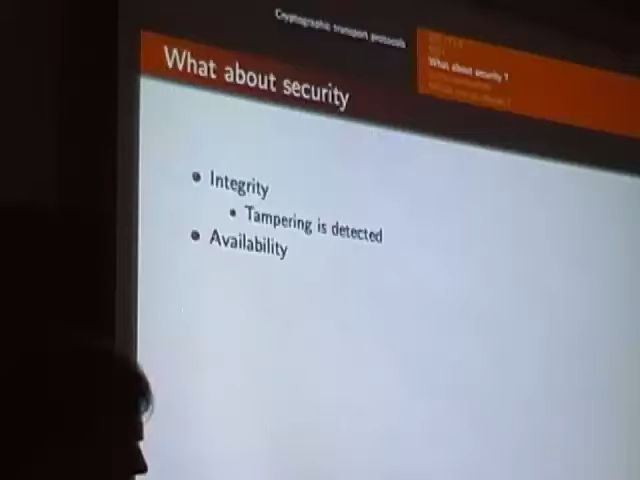 Cryptographic transport protocols
What about security ?
What about security
Integrity
Tampering is detected
Availability